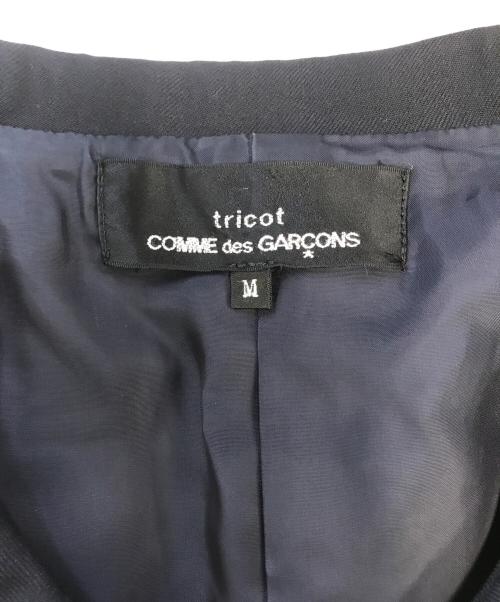 tricot
COMME des GARÇONS
*
M